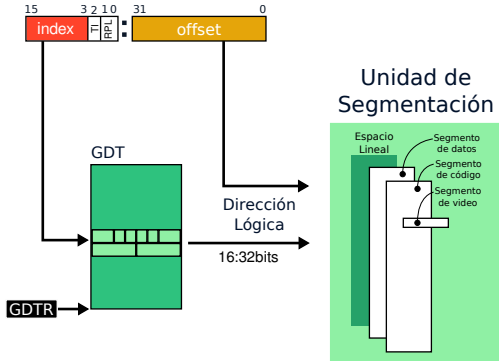 15 3 2 1 0 31 0
index TI RPL : offset
Unidad de
Segmentación
Espacio
Lineal
Segmento
de datos
Segmento
de código
Segmento
de video
GDT
Dirección
Lógica
16:32bits
GDTR